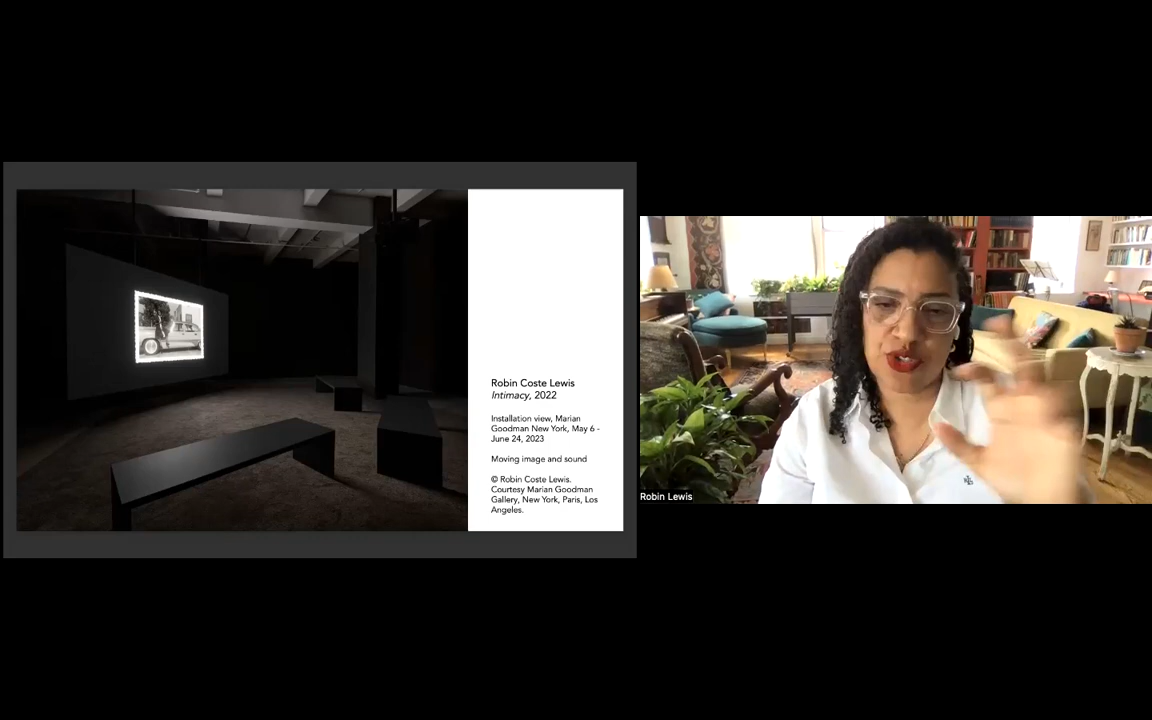 Robin Coste Lewis
Intimacy, 2022
Installation view, Marian
Goodman New York, May 6 -
June 24, 2023
Moving image and sound
© Robin Coste Lewis.
Courtesy Marian Goodman
Gallery, New York, Paris, Los
Angeles.
Robin Lewis